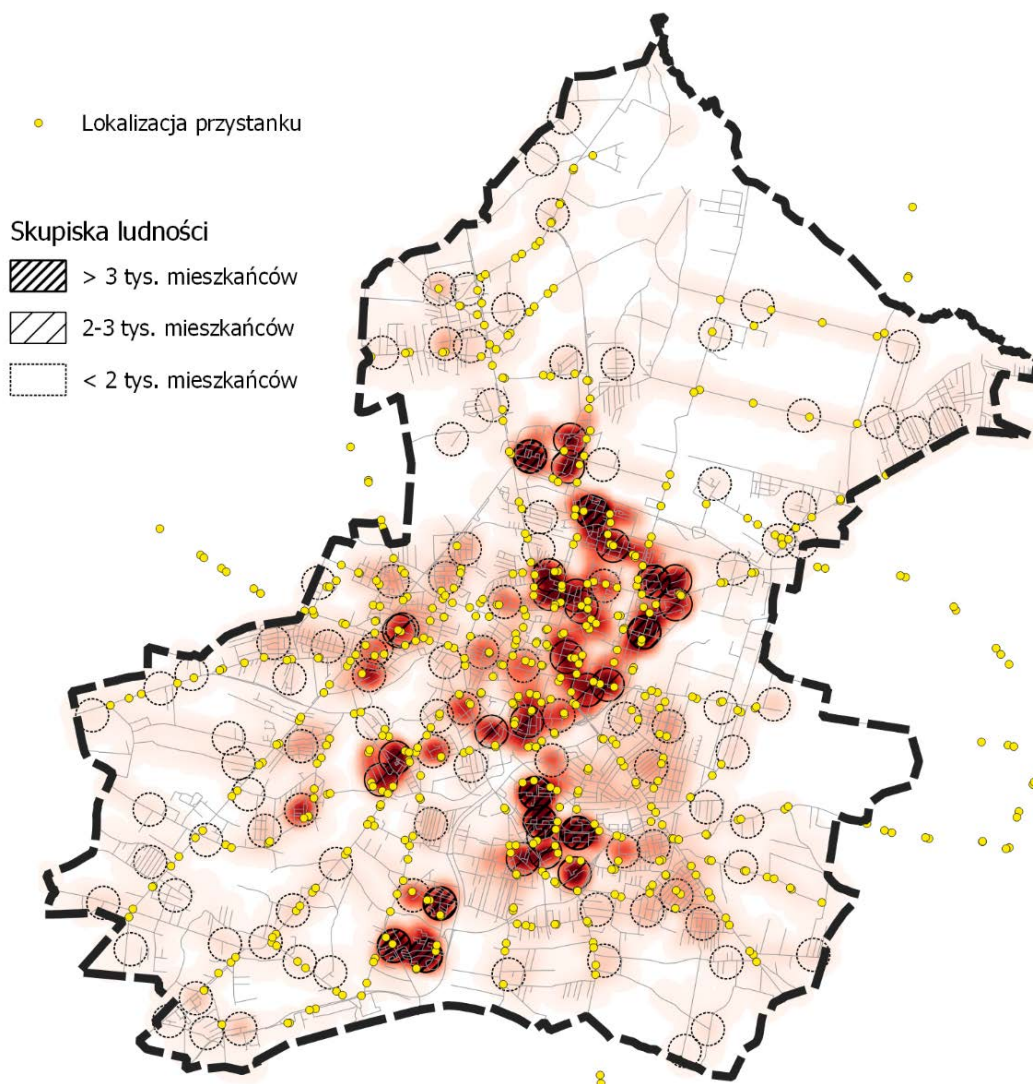 Lokalizacja przystanku
Skupiska ludności
> 3 tys. mieszkańców
2-3 tys. mieszkańców
< 2 tys. mieszkańców